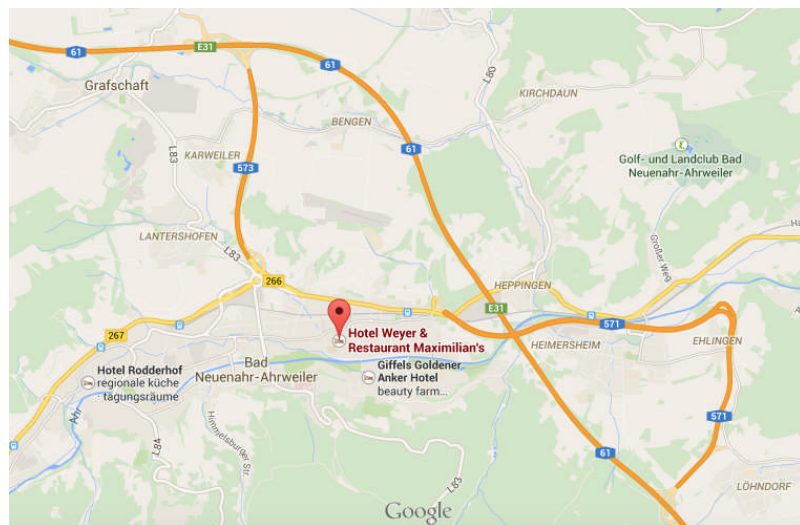 61
E31
61
Grafschaft
L80
KIRCHDAUN
BENGEN
61
L83
KARWEILER
573
Golf- und Landclub Bad
Neuenahr-Ahrweiler
LANTERSHOFEN
L83
Großer Weg
Ha
266
HEPPINGEN
E31
267
571
Hotel Weyer &
Restaurant Maximilian's
HEIMERSHEIM
EHLINGEN
Hotel Rodderhof
regionale küche
tagungsräume
Bad
Neuenahr-Ahrweiler
Giffels Goldener
Anker Hotel
beauty farm...
571
Ahr
Himmelsburger Str.
L84
61
L83
LÖHNDORF
Google